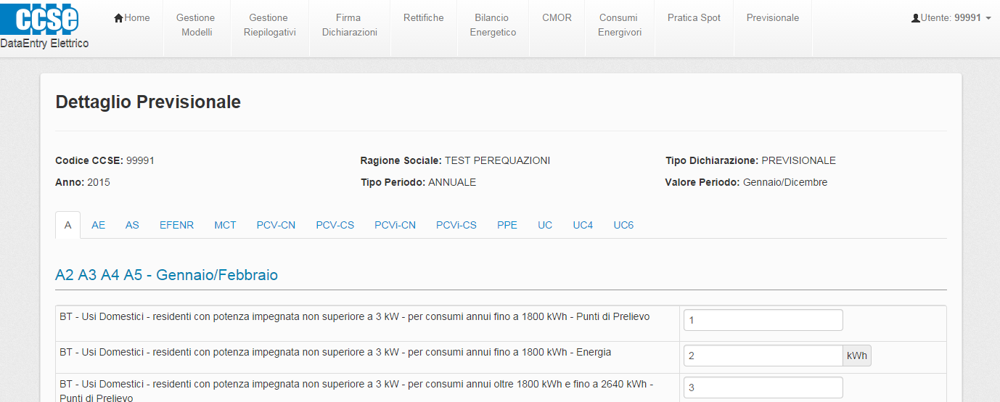 ccse
DataEntry Elettrico
Home
Gestione
Modelli
Gestione
Riepilogativi
Firma
Dichiarazioni
Rettifiche
Bilancio
Energetico
CMOR
Consumi
Energivori
Pratica Spot
Previsionale
Utente: 99991
Dettaglio Previsionale
Codice CCSE: 99991
Ragione Sociale: TEST PEREQUAZIONI
Tipo Dichiarazione: PREVISIONALE
Anno: 2015
Tipo Periodo: ANNUALE
Valore Periodo: Gennaio/Dicembre
A AE AS EFENR MCT PCV-CN PCV-CS PCVi-CN PCVi-CS PPE UC UC4 UC6
A2 A3 A4 A5 - Gennaio/Febbraio
BT - Usi Domestici - residenti con potenza impegnata non superiore a 3 kW - per consumi annui fino a 1800 kWh - Punti di Prelievo
1
BT - Usi Domestici - residenti con potenza impegnata non superiore a 3 kW - per consumi annui fino a 1800 kWh - Energia
2 kWh
BT - Usi Domestici - residenti con potenza impegnata non superiore a 3 kW - per consumi annui oltre 1800 kWh e fino a 2640 kWh -
Punti di Prelievo
3